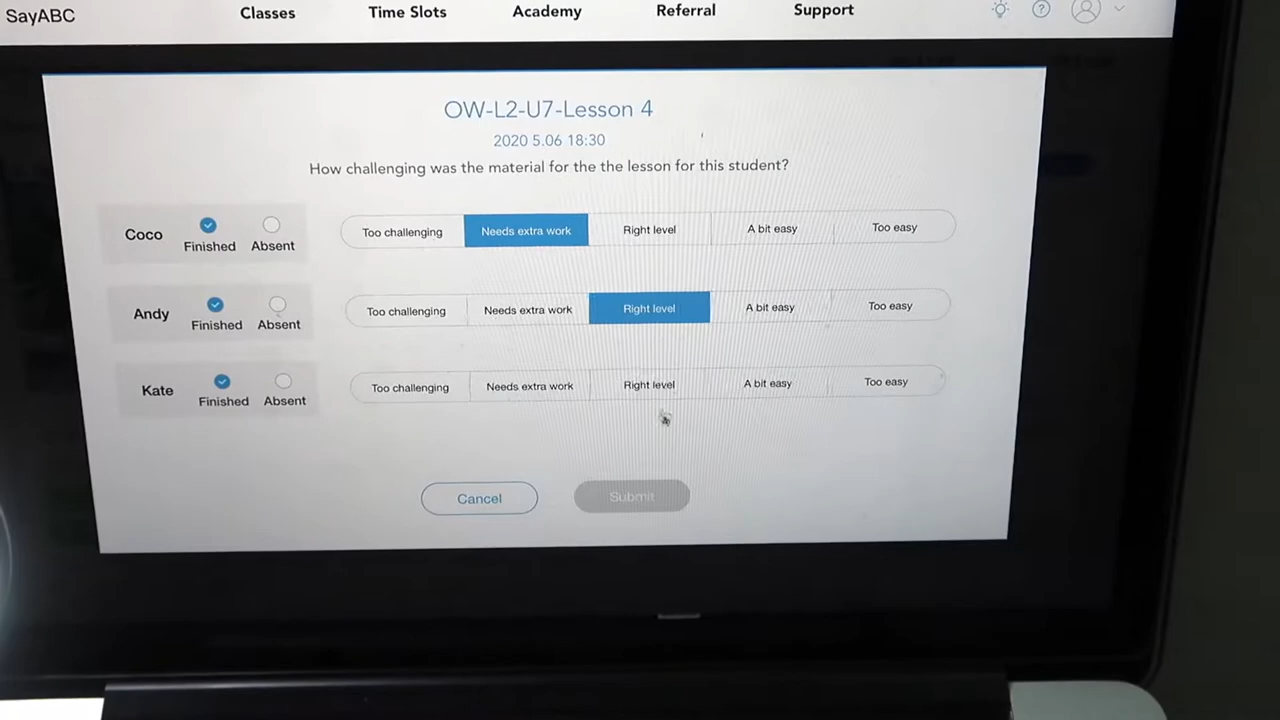 SayABC Classes Time Slots Academy Referral Support
OW-L2-U7-Lesson 4
2020 5.06 18:30
How challenging was the material for the the lesson for this student?
Coco Finished Absent Too challenging Needs extra work Right level A bit easy Too easy
Andy Finished Absent Too challenging Needs extra work Right level A bit easy Too easy
Kate Finished Absent Too challenging Needs extra work Right level A bit easy Too easy
Cancel Submit